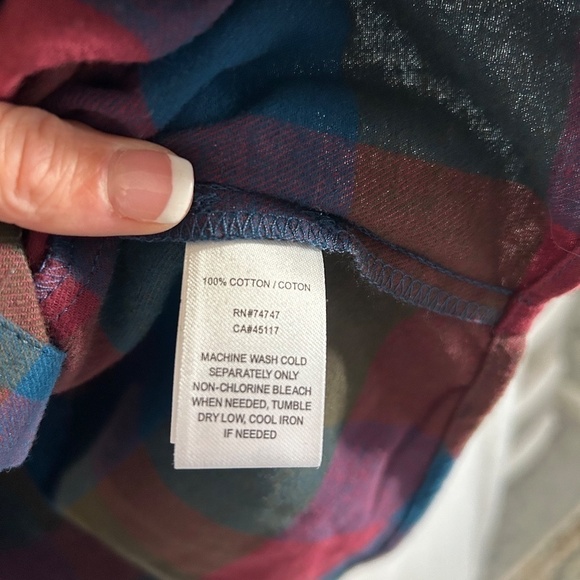 100% COTTON / COTON
RN#74747
CA#45117
MACHINE WASH COLD
SEPARATELY ONLY
NON-CHLORINE BLEACH
WHEN NEEDED, TUMBLE
DRY LOW, COOL IRON
IF NEEDED